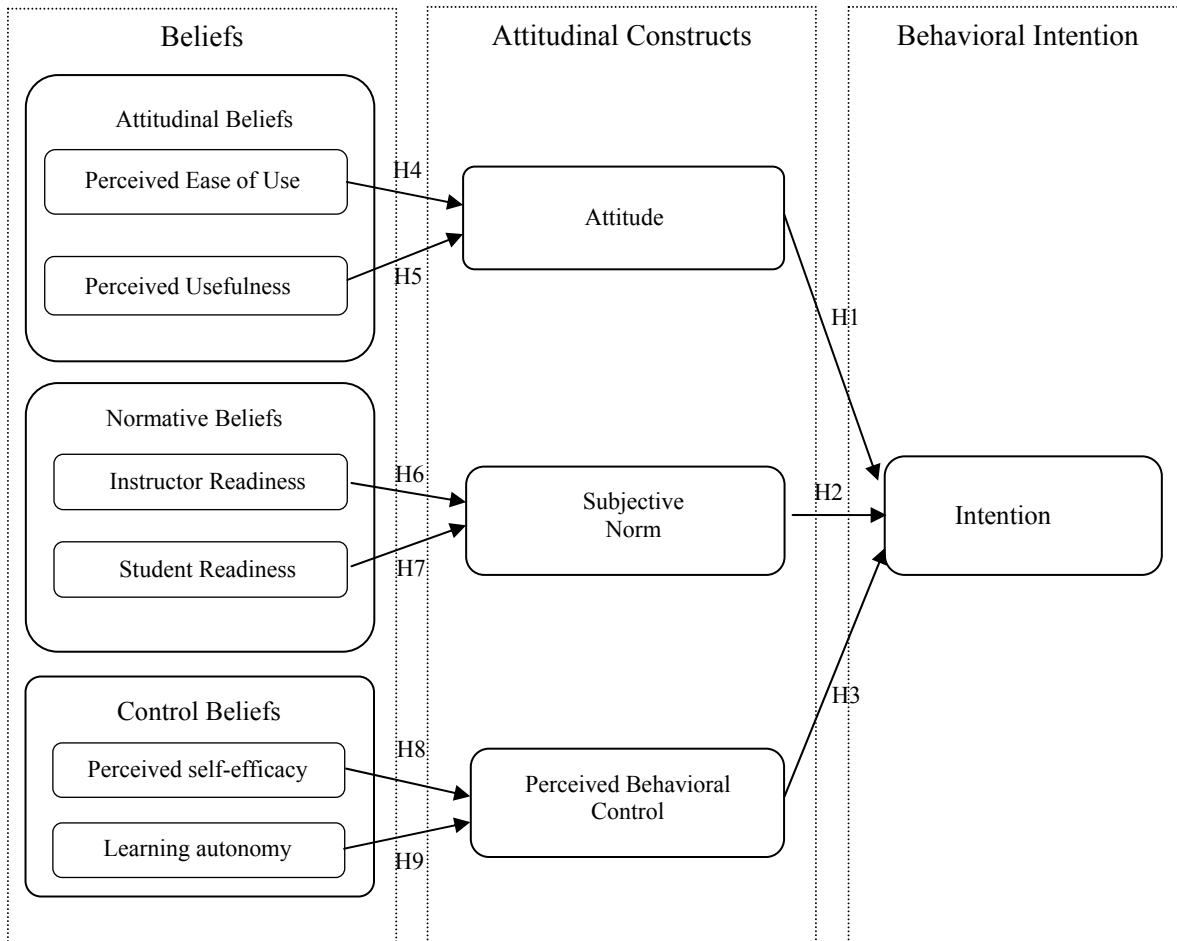 Beliefs
Attitudinal Constructs
Behavioral Intention
Attitudinal Beliefs
Perceived Ease of Use
Perceived Usefulness
H4
H5
Attitude
H1
Normative Beliefs
Instructor Readiness
Student Readiness
H6
H7
Subjective
Norm
H2
Intention
Control Beliefs
Perceived self-efficacy
Learning autonomy
H8
H9
Perceived Behavioral
Control
H3